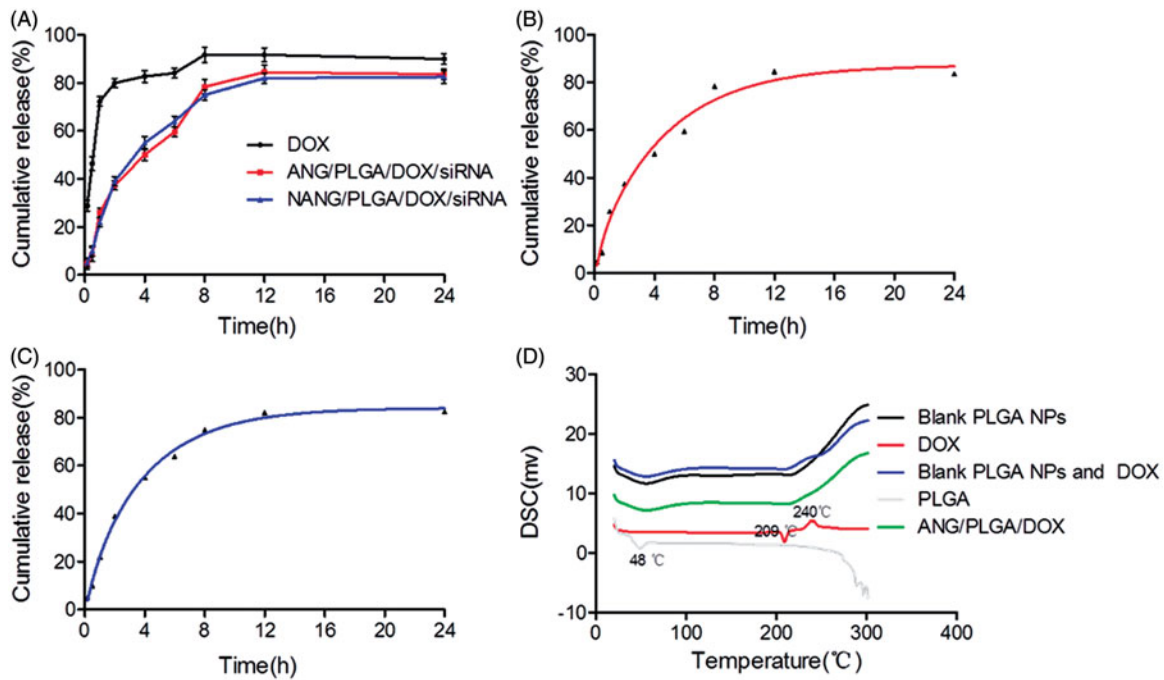 (A)
Cumulative release(%)
100
80
60
40
20
0
0 4 8 12 16 20 24
Time(h)
DOX
ANG/PLGA/DOX/siRNA
NANG/PLGA/DOX/siRNA
(B)
Cumulative release(%)
100
80
60
40
20
0
0 4 8 12 16 20 24
Time(h)
(C)
Cumulative release(%)
100
80
60
40
20
0
0 4 8 12 16 20 24
Time(h)
(D)
DSC(mv)
30
20
10
0
-10
0 100 200 300 400
Temperature(℃)
48 ℃
209 ℃
240℃
Blank PLGA NPs
DOX
Blank PLGA NPs and DOX
PLGA
ANG/PLGA/DOX